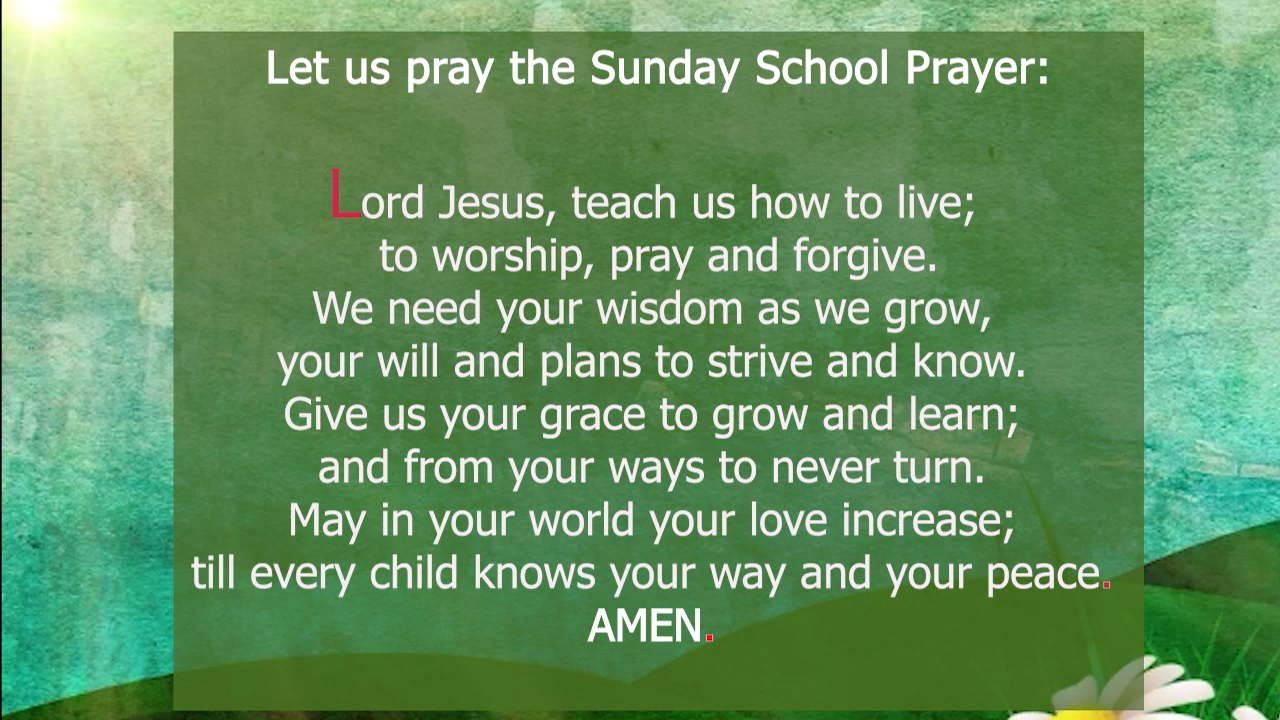 Let us pray the Sunday School Prayer:
Lord Jesus, teach us how to live;
to worship, pray and forgive.
We need your wisdom as we grow,
your will and plans to strive and know.
Give us your grace to grow and learn;
and from your ways to never turn.
May in your world your love increase;
till every child knows your way and your peace.
AMEN.